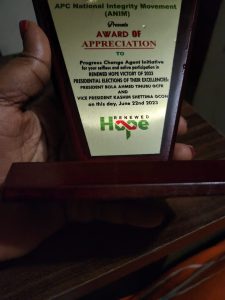 APC National Integrity Movement
(ANIM)
Presents
AWARD OF
APPRECIATION
TO
Progress Change Agent Initiative
for your selfless and active participation in
RENEWED HOPE VICTORY OF 2023
PRESIDENTIAL ELECTIONS OF THEIR EXCELLENCIES:
PRESIDENT BOLA AHMED TINUBU GCFR
AND
VICE PRESIDENT KASHIM SHETTIMA GCON
on this day, June 22nd 2023
RENEWED
Hope